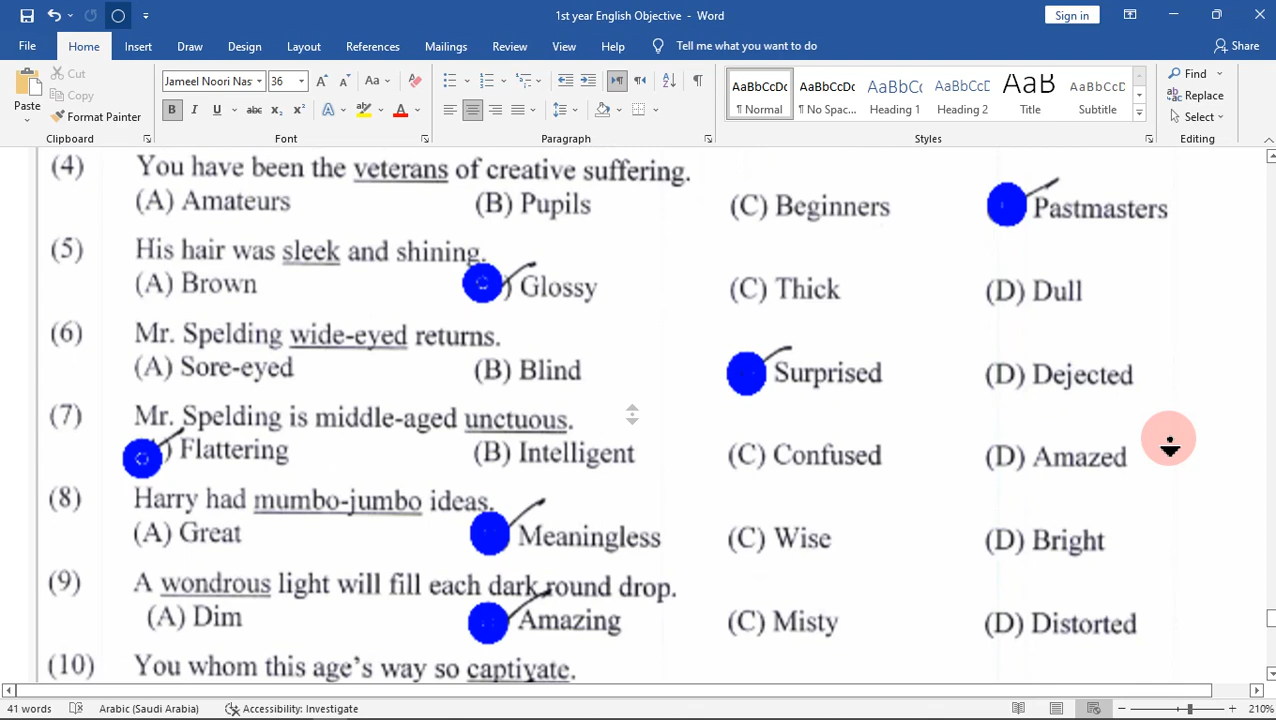 1st year English Objective - Word
Sign in
File Home Insert Draw Design Layout References Mailings Review View Help Tell me what you want to do Share
Paste Cut Copy Format Painter
Jameel Noori Nas 36
Aa
B I U abc x₂ x² A A
AaBbCcDc AaBbCcDc AaBbCc AaBbCcD AaB AaBbCcD
¶ Normal ¶ No Spac... Heading 1 Heading 2 Title Subtitle
Find Replace Select
Clipboard Font Paragraph Styles Editing
(4) You have been the veterans of creative suffering.
(A) Amateurs (B) Pupils (C) Beginners Pastmasters
(5) His hair was sleek and shining.
(A) Brown ) Glossy (C) Thick (D) Dull
(6) Mr. Spelding wide-eyed returns.
(A) Sore-eyed (B) Blind Surprised (D) Dejected
(7) Mr. Spelding is middle-aged unctuous.
) Flattering (B) Intelligent (C) Confused (D) Amazed
(8) Harry had mumbo-jumbo ideas.
(A) Great Meaningless (C) Wise (D) Bright
(9) A wondrous light will fill each dark round drop.
(A) Dim Amazing (C) Misty (D) Distorted
(10) You whom this age's way so captivate.
41 words Arabic (Saudi Arabia) Accessibility: Investigate 210%